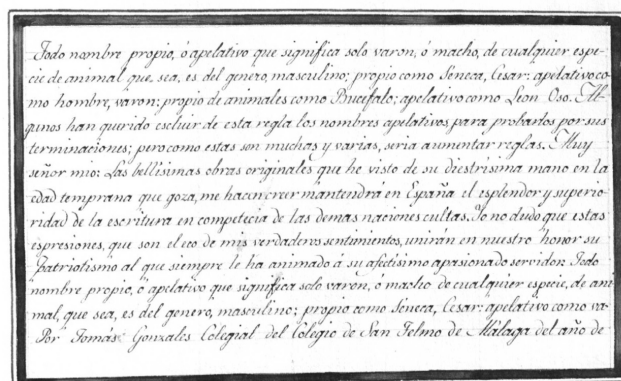 Todo nombre propio, ó apelativo que significa solo varon, ó macho, de cualquier espe-
cie de animal que sea, es del genero, masculino; propio como Séneca, Cesar: apelativo co-
mo hombre, varon: propio de animales como Bucefalo; apelativo como Leon Oso. Al-
gunos han querido escluir de esta regla los nombres apelativos, para probarlos por sus
terminaciones; pero como estas son muchas y varias, seria aumentar reglas. Muy
señor mio: Las bellisimas obras originales que he visto de su diestrisima mano en la
edad temprana que goza, me hacen creer mantendrá en España el esplendor y superio-
ridad de la escritura en competecia de las demas naciones cultas. Yo no dudo que estas
espresiones, que son el eco de mis verdaderos sentimientos, unirán en nuestro honor su
patriotismo al que siempre le ha animado á su afectisimo apasionado servidor: Todo
nombre propio, ó apelativo que significa solo varon, o macho de cualquier especie, de ani-
mal, que sea, es del genero, masculino; propio como Séneca, Cesar: apelativo como va-
Por Tomás Gonzales Colegial del Colegio de San Telmo de Málaga del año de